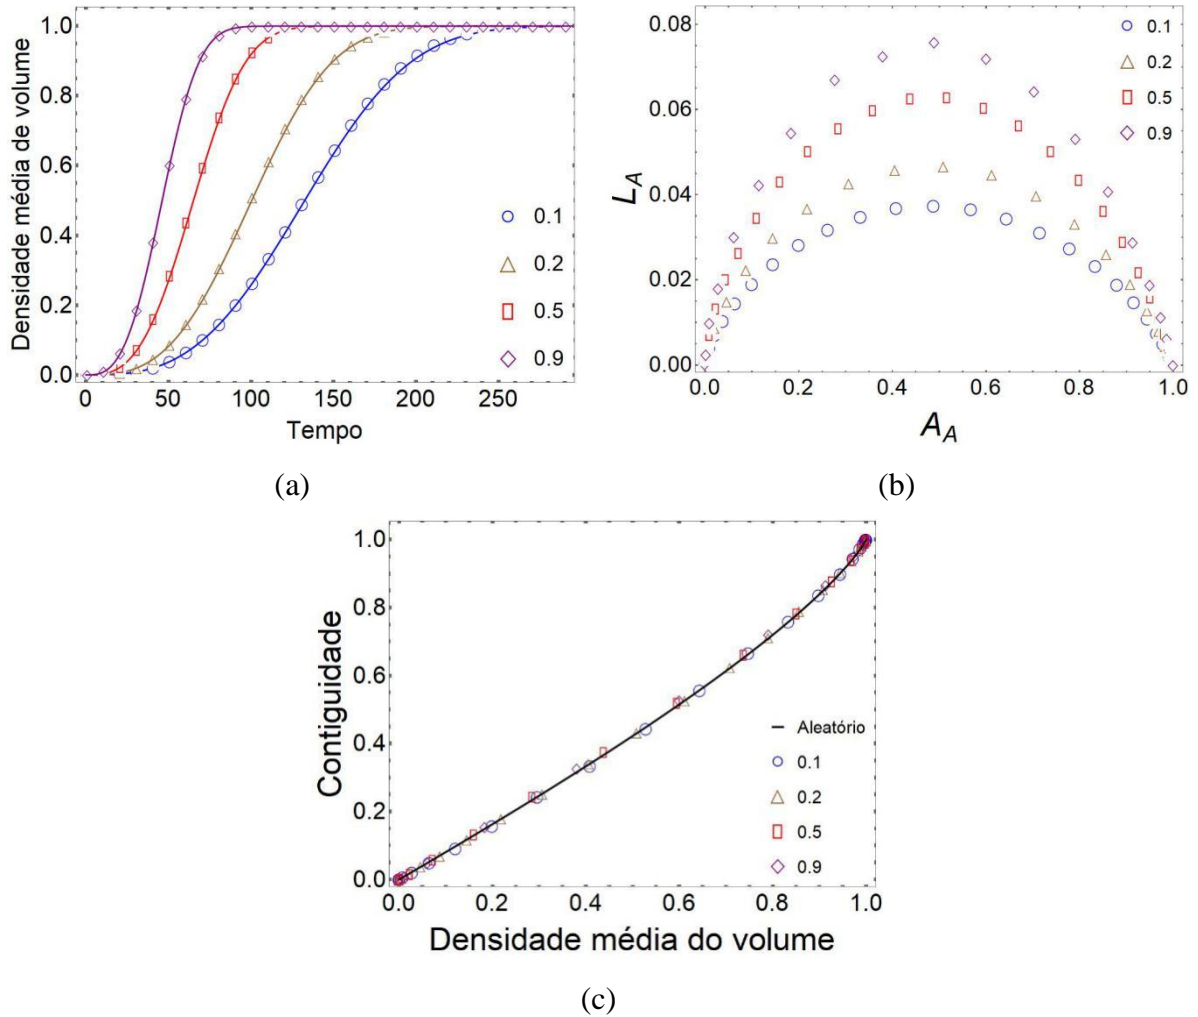 Densidade média de volume
1.0
0.8
0.6
0.4
0.2
0.0
0 50 100 150 200 250
Tempo
0.1
0.2
0.5
0.9
(a)
L_A
0.08
0.06
0.04
0.02
0.00
0.0 0.2 0.4 0.6 0.8 1.0
A_A
0.1
0.2
0.5
0.9
(b)
Contiguidade
1.0
0.8
0.6
0.4
0.2
0.0
0.0 0.2 0.4 0.6 0.8 1.0
Densidade média do volume
Aleatório
0.1
0.2
0.5
0.9
(c)